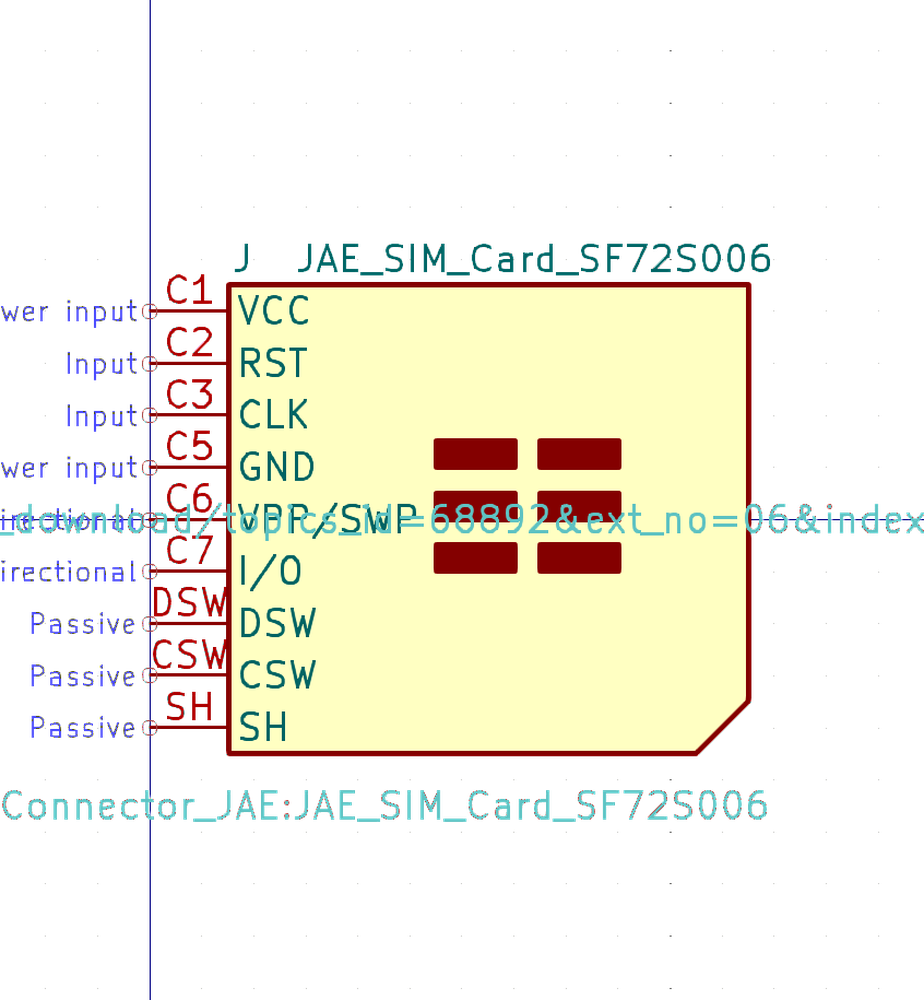 J JAE_SIM_Card_SF72S006
wer input C1 VCC
Input C2 RST
Input C3 CLK
wer input C5 GND
irectional C6 VPP/SWP
_download/topics_id=68892&ext_no=06&index
irectional C7 I/O
Passive DSW DSW
Passive CSW CSW
Passive SH SH
Connector_JAE:JAE_SIM_Card_SF72S006